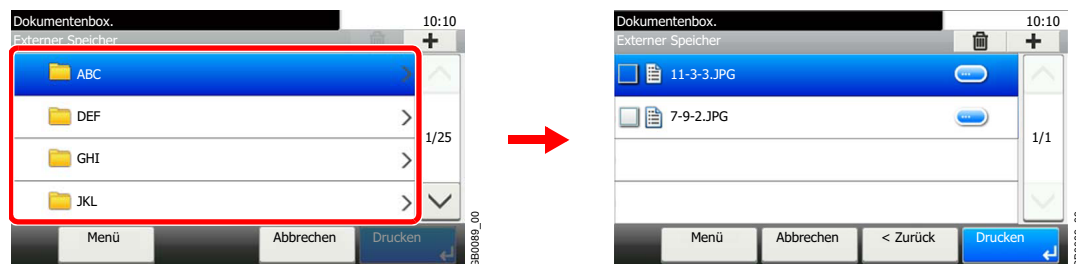 Dokumentenbox.
10:10
Externer Speicher
ABC
DEF
GHI
JKL
1/25
Menü
Abbrechen
Drucken
GB0089_00
Dokumentenbox.
10:10
Externer Speicher
11-3-3.JPG
7-9-2.JPG
1/1
Menü
Abbrechen
< Zurück
Drucken